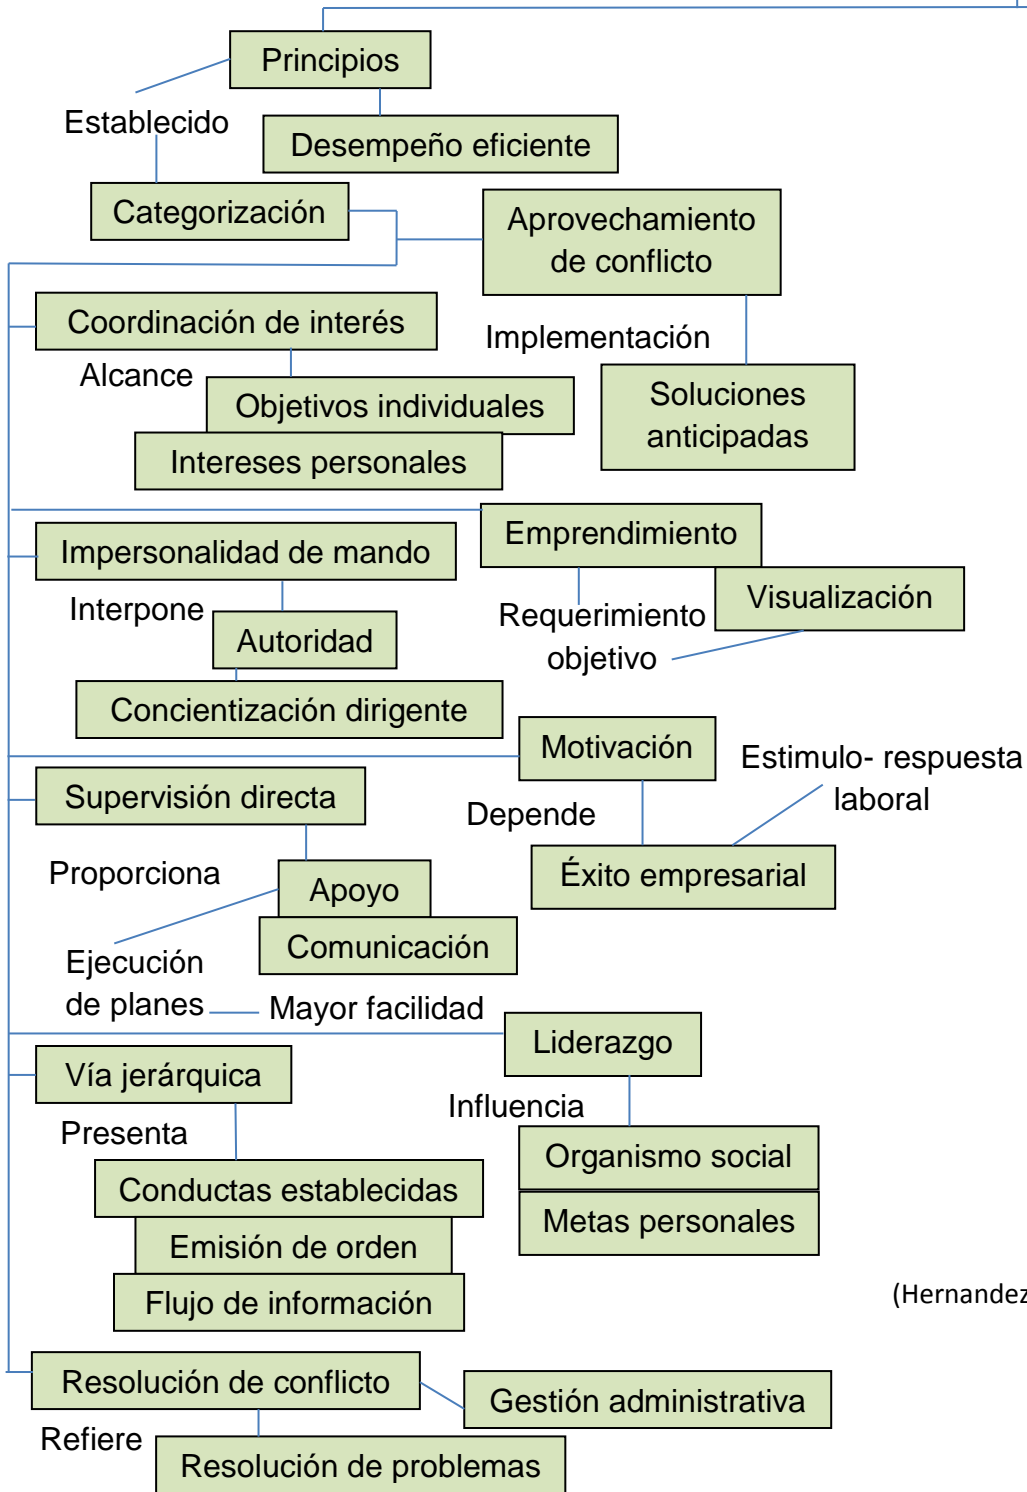 Principios
Establecido
Desempeño eficiente
Categorización
Aprovechamiento
de conflicto
Coordinación de interés
Implementación
Alcance
Objetivos individuales
Soluciones
anticipadas
Intereses personales
Emprendimiento
Impersonalidad de mando
Visualización
Interpone
Requerimiento
objetivo
Autoridad
Concientización dirigente
Motivación
Estimulo- respuesta
laboral
Supervisión directa
Depende
Proporciona
Éxito empresarial
Apoyo
Comunicación
Ejecución
de planes
Mayor facilidad
Liderazgo
Vía jerárquica
Influencia
Presenta
Organismo social
Conductas establecidas
Metas personales
Emisión de orden
Flujo de información
(Hernandez
Resolución de conflicto
Gestión administrativa
Refiere
Resolución de problemas